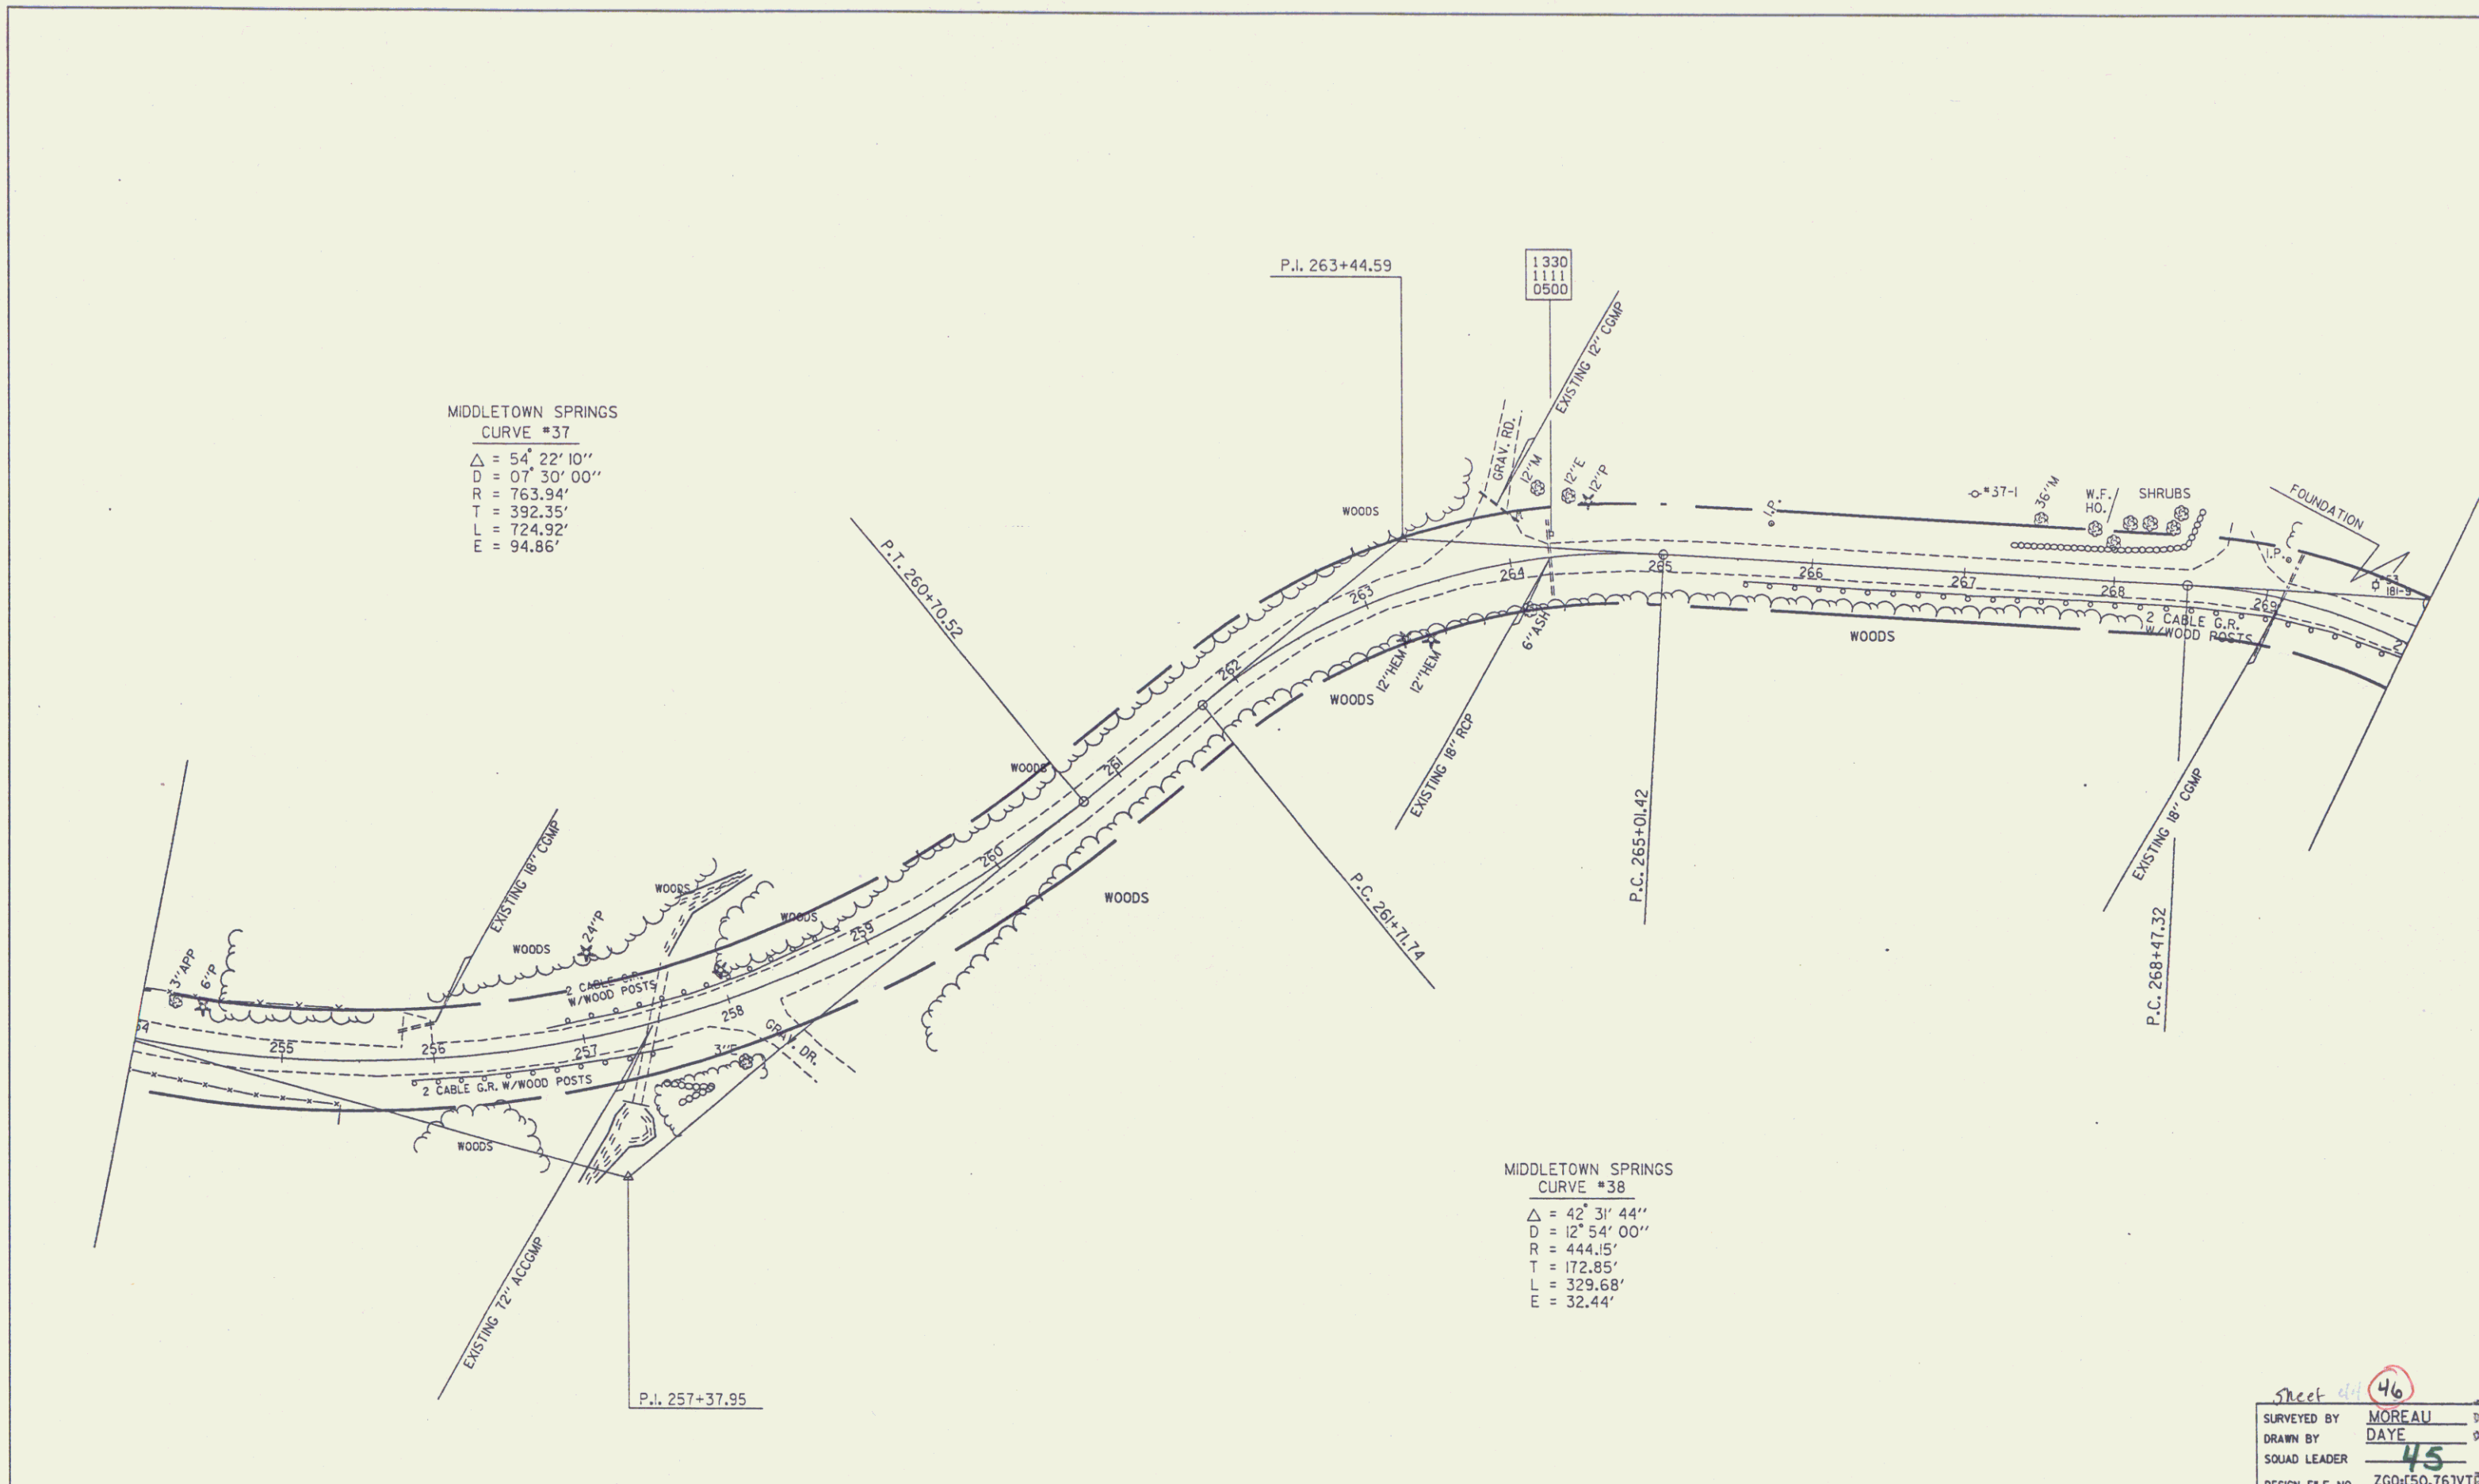 P.I. 263+44.59
1330
1111
0500
EXISTING 12'' CGMP
MIDDLETOWN SPRINGS
CURVE #37
Δ = 54° 22' 10''
D = 07° 30' 00''
R = 763.94'
T = 392.35'
L = 724.92'
E = 94.86'
P.T. 260+70.52
WOODS
GRAV. RD.
12''M
12''E
12''P
I.P.
#37-1
36''M
W.F.
HO.
SHRUBS
FOUNDATION
I.P.
181-9
264
265
266
267
268
269
263
262
261
260
259
258
257
256
255
54
2 CABLE G.R.
W/WOOD POSTS
WOODS
6''ASH
12''HEM
12''HEM
WOODS
WOODS
EXISTING 18'' RCP
P.C. 265+01.42
EXISTING 18'' CGMP
P.C. 268+47.32
P.C. 261+71.74
WOODS
EXISTING 18'' CGMP
WOODS
WOODS
WOODS
24''P
3''APP
6''P
2 CABLE G.R.
W/WOOD POSTS
GRAV. DR.
3''E
2 CABLE G.R. W/WOOD POSTS
WOODS
EXISTING 72'' ACCGMP
P.I. 257+37.95
MIDDLETOWN SPRINGS
CURVE #38
Δ = 42° 31' 44''
D = 12° 54' 00''
R = 444.15'
T = 172.85'
L = 329.68'
E = 32.44'
Sheet 46
SURVEYED BY MOREAU
DRAWN BY DAYE
SQUAD LEADER 45